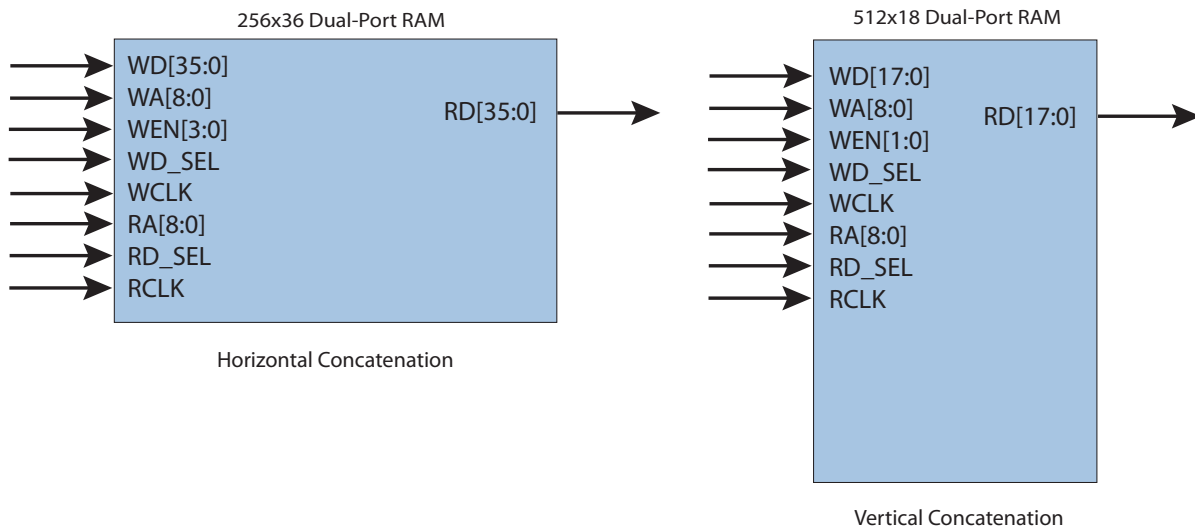 256x36 Dual-Port RAM
WD[35:0]
WA[8:0]
WEN[3:0]
WD_SEL
WCLK
RA[8:0]
RD_SEL
RCLK
RD[35:0]
Horizontal Concatenation
512x18 Dual-Port RAM
WD[17:0]
WA[8:0]
WEN[1:0]
WD_SEL
WCLK
RA[8:0]
RD_SEL
RCLK
RD[17:0]
Vertical Concatenation